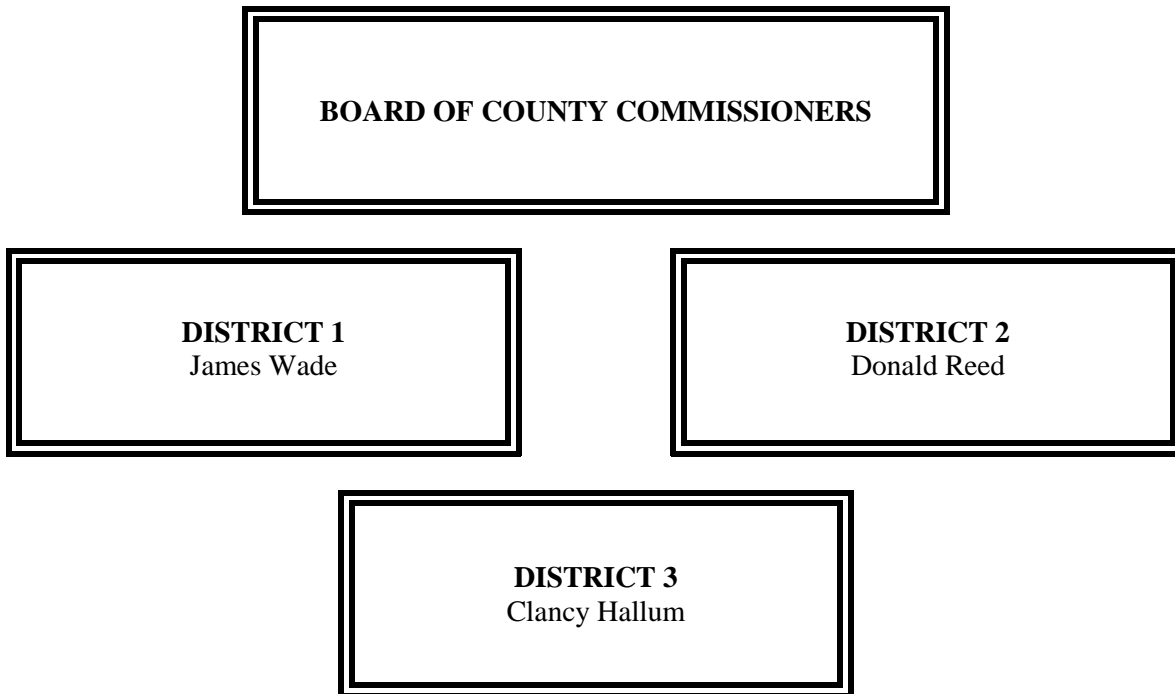 BOARD OF COUNTY COMMISSIONERS
DISTRICT 1
James Wade
DISTRICT 2
Donald Reed
DISTRICT 3
Clancy Hallum